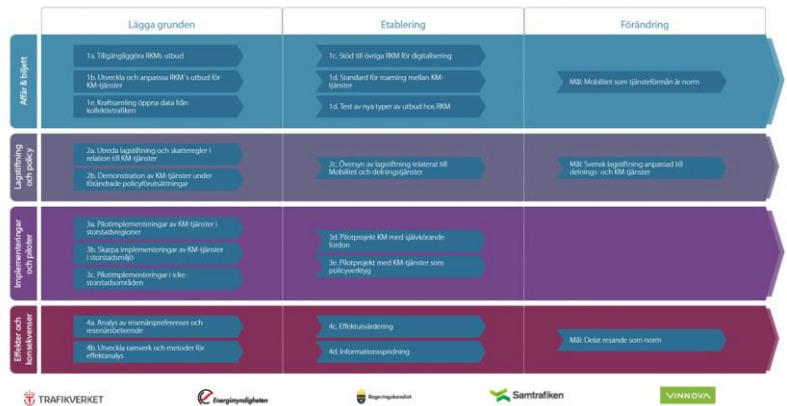 Lägga grunden
Etablering
Förändring
Affär & biljett
1a. Tillgängliggöra RKMs utbud
1b. Utveckla och anpassa RKM´s utbud för
KM-tjänster
1e. Kraftsamling öppna data från
kollektivtrafiken
1c. Stöd till övriga RKM för digitalisering
1d. Standard för roaming mellan KM-
tjänster
1d. Test av nya typer av utbud hos RKM
Mål: Mobilitet som tjänsteförmån är norm
Lagstiftning
och policy
2a. Utreda lagstiftning och skatteregler i
relation till KM-tjänster
2b. Demonstration av KM-tjänster under
förändrade policyförutsättningar
2c. Översyn av lagstiftning relaterat till
Mobilitet och delningstjänster
Mål: Svensk lagstiftning anpassad till
delnings- och KM-tjänster
Implementeringar
och piloter
3a. Pilotimplementeringar av KM-tjänster i
storstadsregioner
3b. Skarpa implementeringar av KM-tjänster
i storstadsmiljö
3c. Pilotimplementeringar i icke-
storstadsområden
3d. Pilotprojekt KM med självkörande
fordon
3e. Pilotprojekt med KM-tjänster som
policyverktyg
Effekter och
konsekvenser
4a. Analys av resenärspreferenser och
resenärsbeteende
4b. Utveckla ramverk och metoder för
effektanalys
4c. Effektutvärdering
4d. Informationsspridning
Mål: Delat resande som norm
TRAFIKVERKET
Energimyndigheten
Regeringskansliet
Samtrafiken
VINNOVA